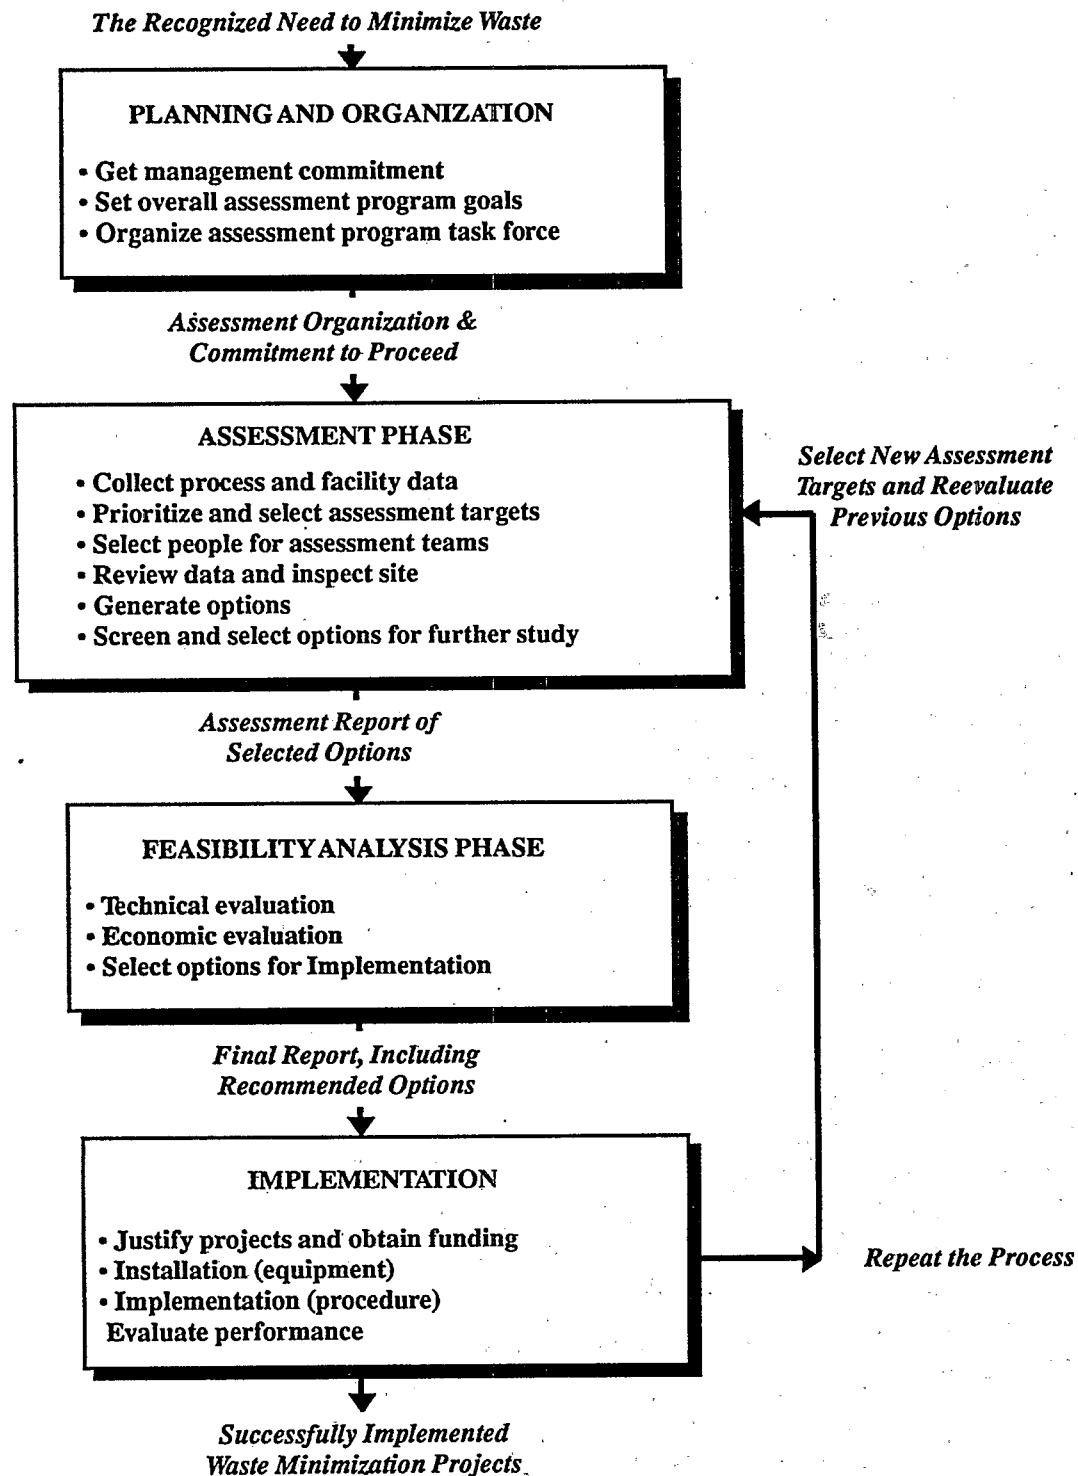 The Recognized Need to Minimize Waste
PLANNING AND ORGANIZATION
• Get management commitment
• Set overall assessment program goals
• Organize assessment program task force
Assessment Organization &
Commitment to Proceed
ASSESSMENT PHASE
• Collect process and facility data
• Prioritize and select assessment targets
• Select people for assessment teams
• Review data and inspect site
• Generate options
• Screen and select options for further study
Select New Assessment
Targets and Reevaluate
Previous Options
Assessment Report of
Selected Options
FEASIBILITY ANALYSIS PHASE
• Technical evaluation
• Economic evaluation
• Select options for Implementation
Final Report, Including
Recommended Options
IMPLEMENTATION
• Justify projects and obtain funding
• Installation (equipment)
• Implementation (procedure)
Evaluate performance
Repeat the Process
Successfully Implemented
Waste Minimization Projects